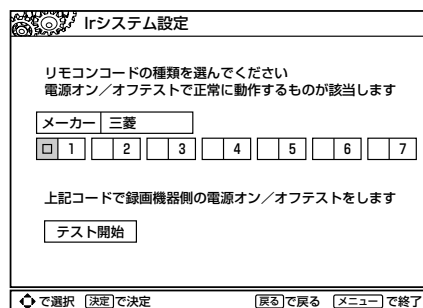 Irシステム設定
リモコンコードの種類を選んでください
電源オン／オフテストで正常に動作するものが該当します
メーカー 三菱
1 2 3 4 5 6 7
上記コードで録画機器側の電源オン／オフテストをします
テスト開始
で選択 決定で決定 戻るで戻る メニューで終了